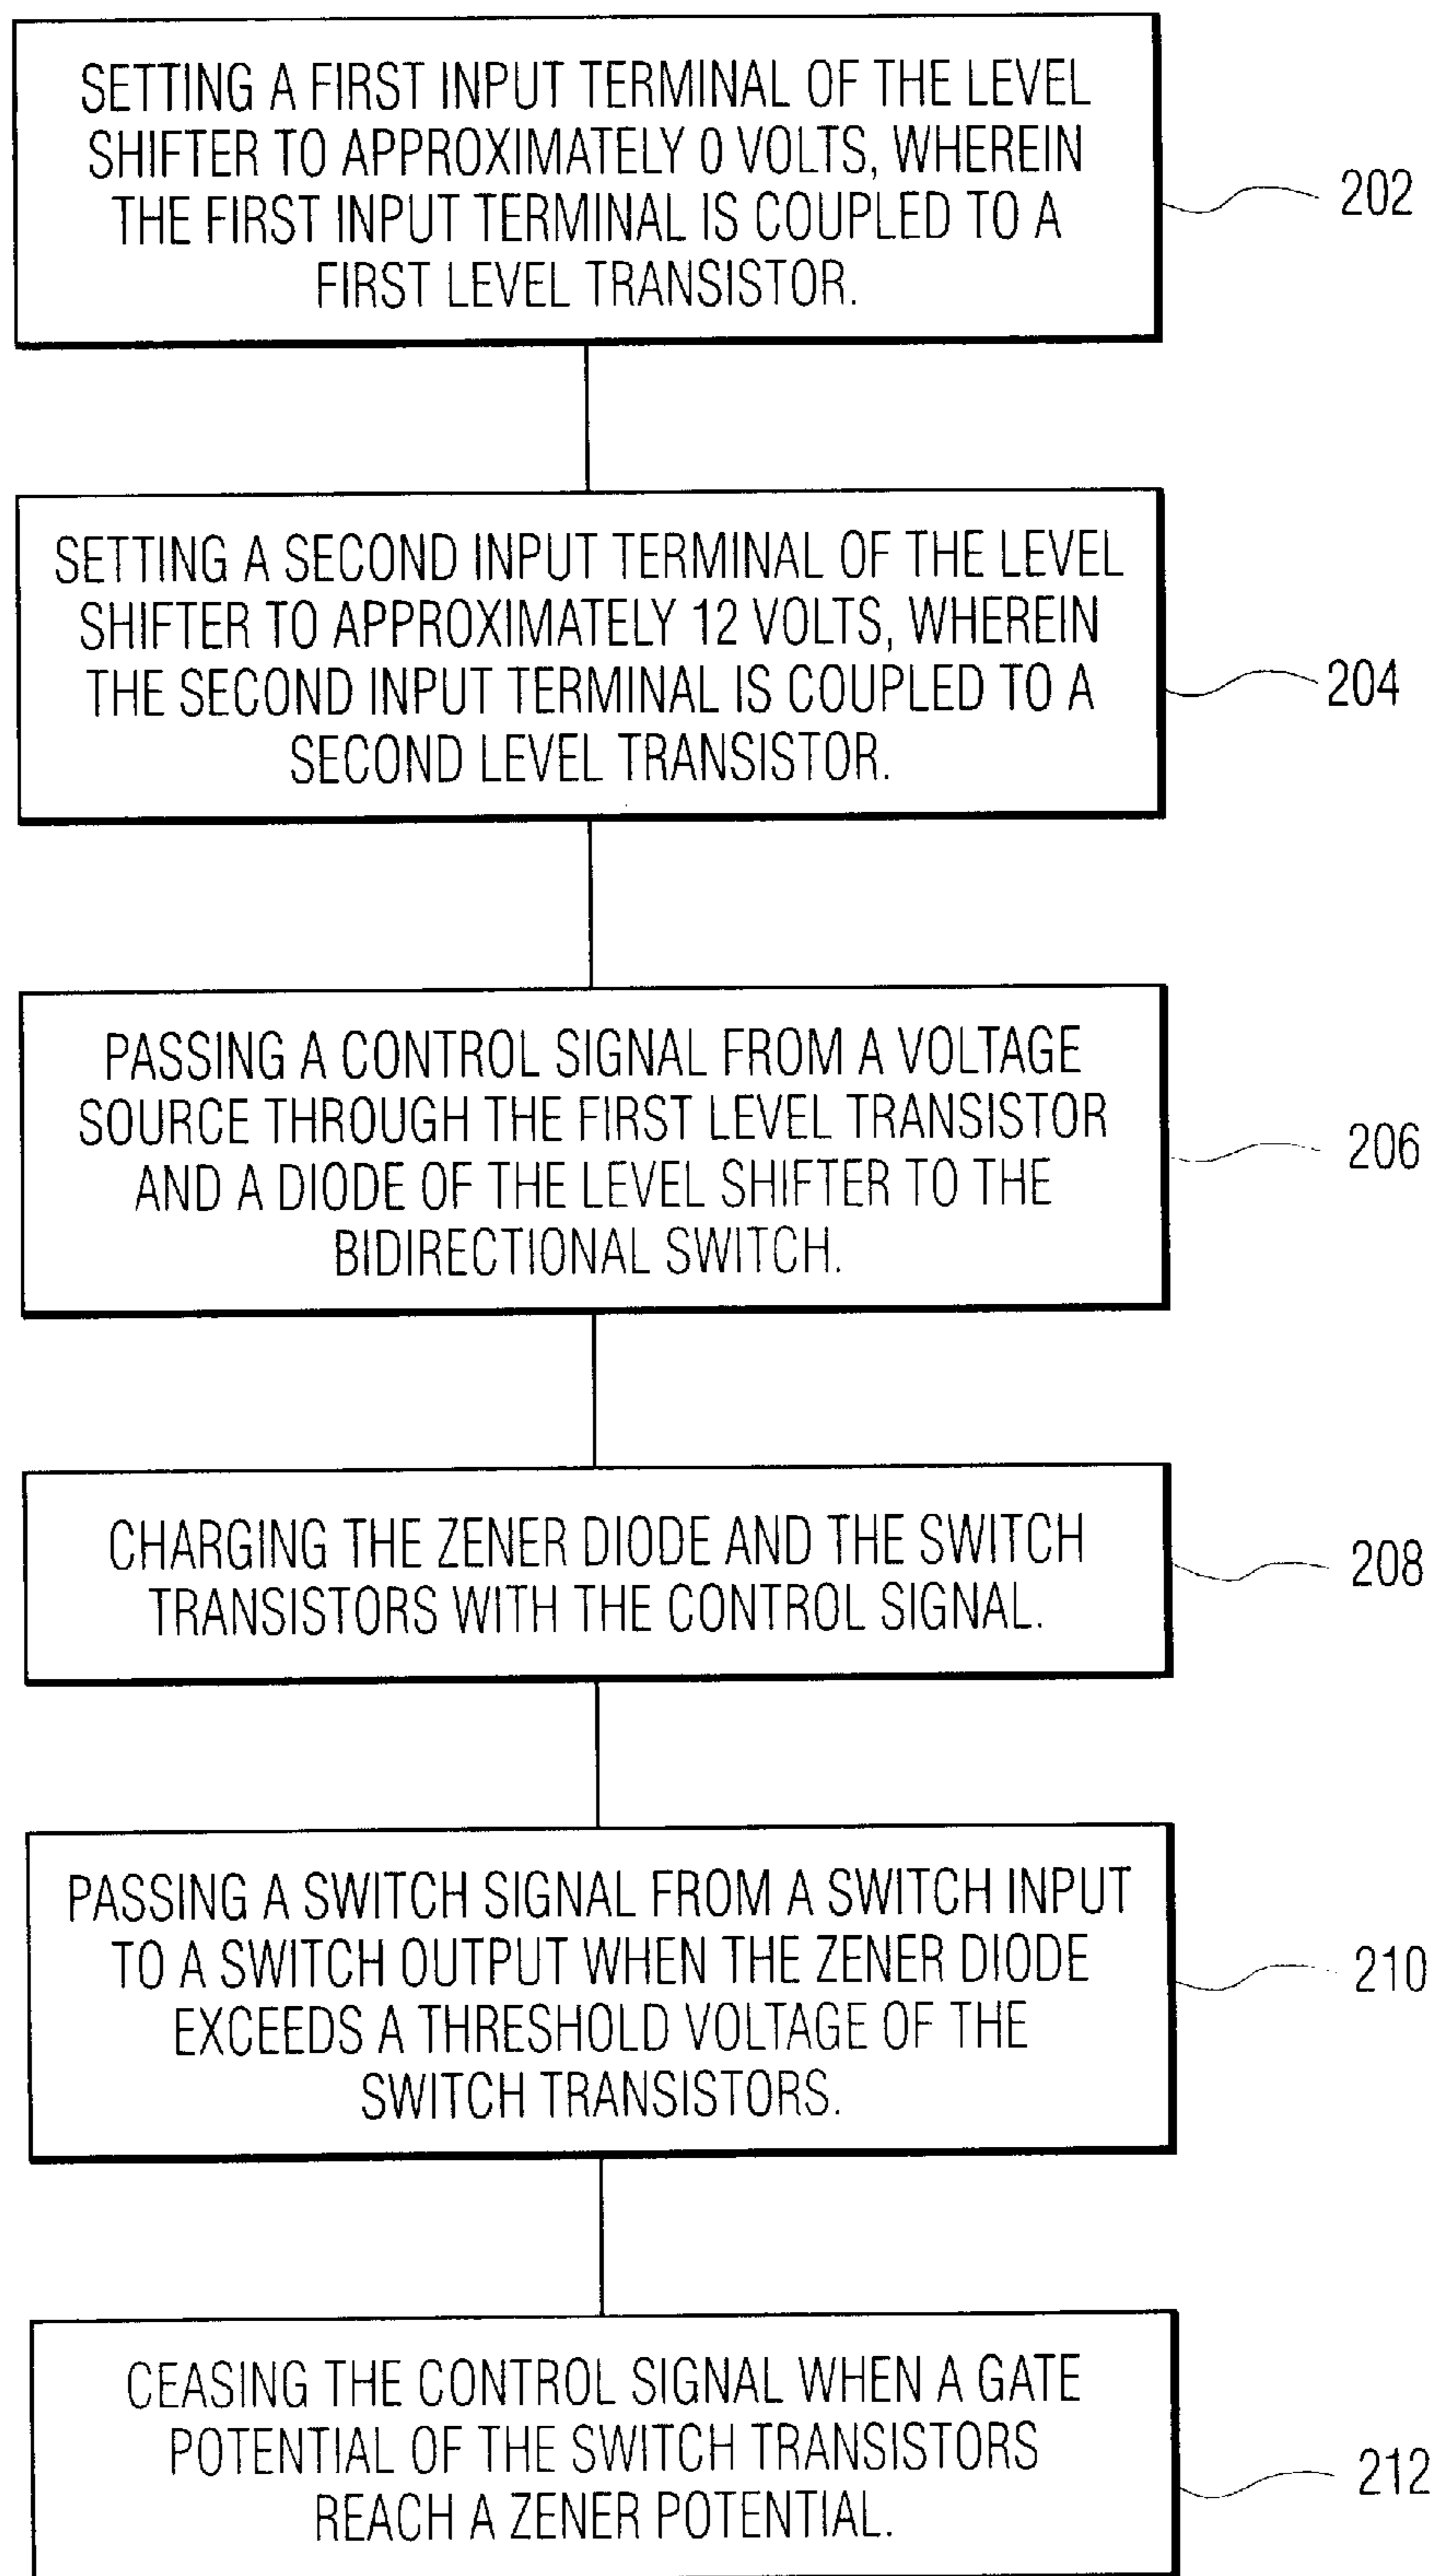 SETTING A FIRST INPUT TERMINAL OF THE LEVEL
SHIFTER TO APPROXIMATELY 0 VOLTS, WHEREIN
THE FIRST INPUT TERMINAL IS COUPLED TO A
FIRST LEVEL TRANSISTOR.
202
SETTING A SECOND INPUT TERMINAL OF THE LEVEL
SHIFTER TO APPROXIMATELY 12 VOLTS, WHEREIN
THE SECOND INPUT TERMINAL IS COUPLED TO A
SECOND LEVEL TRANSISTOR.
204
PASSING A CONTROL SIGNAL FROM A VOLTAGE
SOURCE THROUGH THE FIRST LEVEL TRANSISTOR
AND A DIODE OF THE LEVEL SHIFTER TO THE
BIDIRECTIONAL SWITCH.
206
CHARGING THE ZENER DIODE AND THE SWITCH
TRANSISTORS WITH THE CONTROL SIGNAL.
208
PASSING A SWITCH SIGNAL FROM A SWITCH INPUT
TO A SWITCH OUTPUT WHEN THE ZENER DIODE
EXCEEDS A THRESHOLD VOLTAGE OF THE
SWITCH TRANSISTORS.
210
CEASING THE CONTROL SIGNAL WHEN A GATE
POTENTIAL OF THE SWITCH TRANSISTORS
REACH A ZENER POTENTIAL.
212